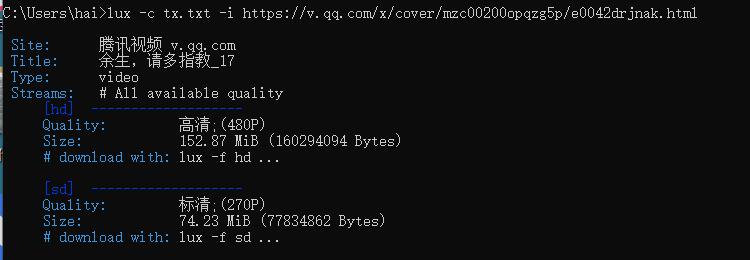 C:\Users\hai>lux -c tx.txt -i https://v.qq.com/x/cover/mzc00200opqzg5p/e0042drjnak.html
Site: 腾讯视频 v.qq.com
Title: 余生，请多指教_17
Type: video
Streams: # All available quality
[hd] -------------------
Quality: 高清;(480P)
Size: 152.87 MiB (160294094 Bytes)
# download with: lux -f hd ...
[sd] -------------------
Quality: 标清;(270P)
Size: 74.23 MiB (77834862 Bytes)
# download with: lux -f sd ...